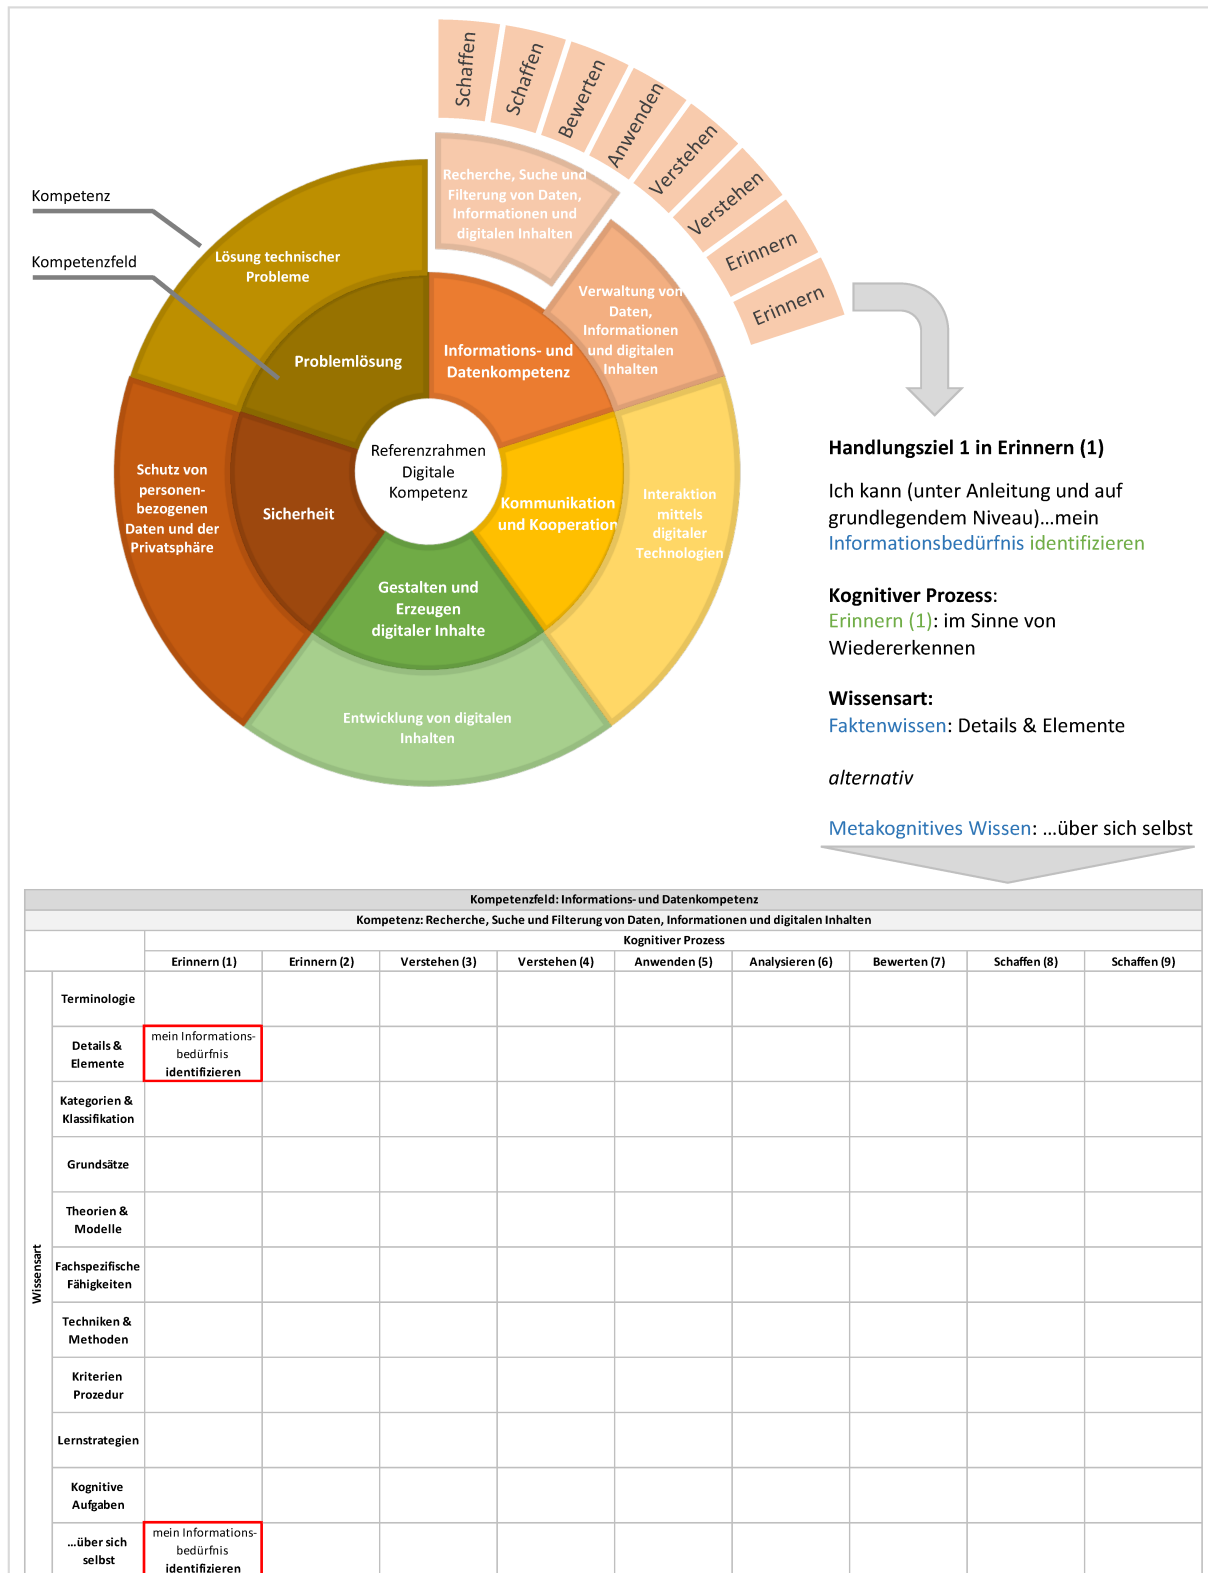 Schaffen
Schaffen
Bewerten
Anwenden
Verstehen
Verstehen
Erinnern
Erinnern
Recherche, Suche und
Filterung von Daten,
Informationen und
digitalen Inhalten
Kompetenz
Kompetenzfeld
Lösung technischer
Probleme
Verwaltung von
Daten,
Informationen
und digitalen
Inhalten
Problemlösung
Informations- und
Datenkompetenz
Referenzrahmen
Digitale
Kompetenz
Schutz von
personen-
bezogenen
Daten und der
Privatsphäre
Sicherheit
Kommunikation
und Kooperation
Interaktion
mittels
digitaler
Technologien
Gestalten und
Erzeugen
digitaler Inhalte
Entwicklung von digitalen
Inhalten
Handlungsziel 1 in Erinnern (1)
Ich kann (unter Anleitung und auf
grundlegendem Niveau)...mein
Informationsbedürfnis identifizieren
Kognitiver Prozess:
Erinnern (1): im Sinne von
Wiedererkennen
Wissensart:
Faktenwissen: Details & Elemente
alternativ
Metakognitives Wissen: ...über sich selbst
Kompetenzfeld: Informations- und Datenkompetenz
Kompetenz: Recherche, Suche und Filterung von Daten, Informationen und digitalen Inhalten
Kognitiver Prozess
Erinnern (1) Erinnern (2) Verstehen (3) Verstehen (4) Anwenden (5) Analysieren (6) Bewerten (7) Schaffen (8) Schaffen (9)
Wissensart
Terminologie
Details &
Elemente
mein Informations-
bedürfnis
identifizieren
Kategorien &
Klassifikation
Grundsätze
Theorien &
Modelle
Fachspezifische
Fähigkeiten
Techniken &
Methoden
Kriterien
Prozedur
Lernstrategien
Kognitive
Aufgaben
...über sich
selbst
mein Informations-
bedürfnis
identifizieren